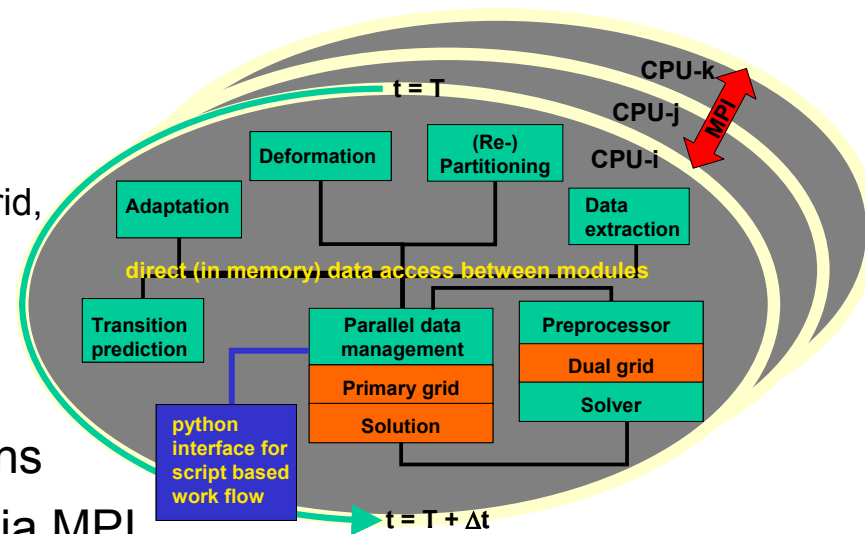 CPU-k
t = T
CPU-j
MPI
CPU-i
(Re-)
Partitioning
Deformation
rid,
Adaptation
Data
extraction
direct (in memory) data access between modules
Transition
prediction
Parallel data
management
Preprocessor
Dual grid
Primary grid
Solver
Solution
python
interface for
script based
work flow
ns
ia MPI
t = T + Δt